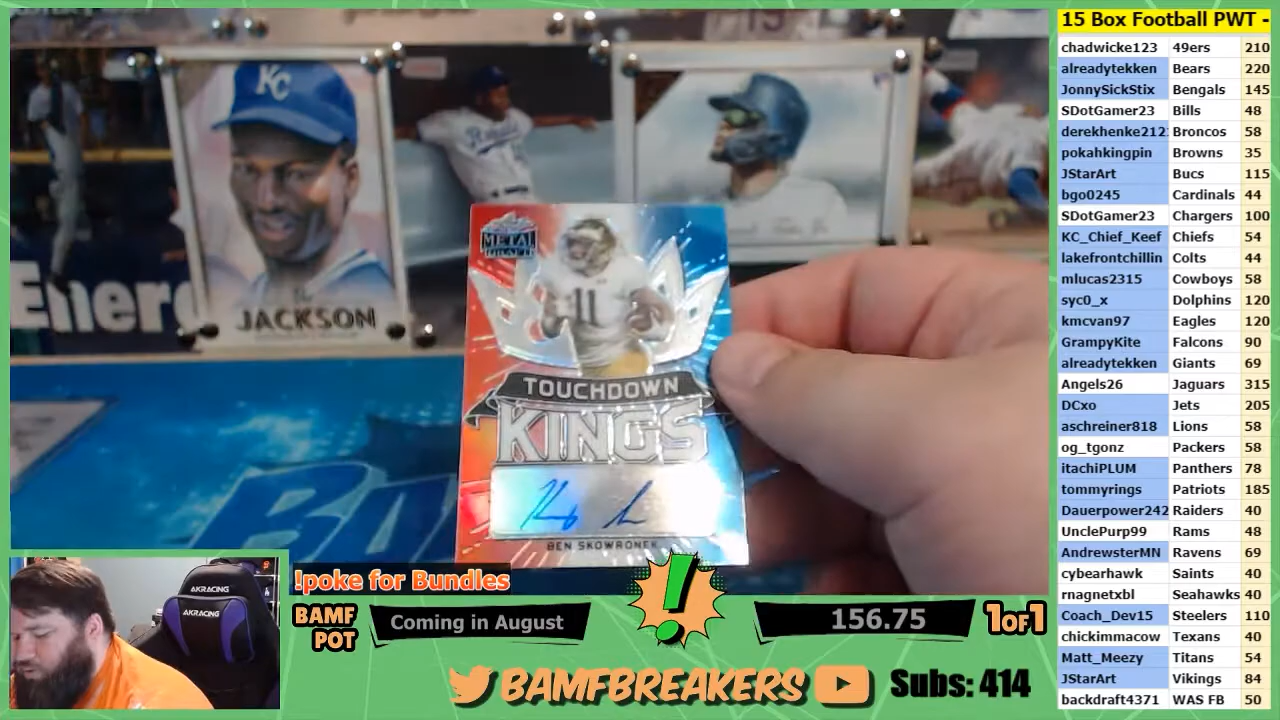 KC
Royals
JACKSON
Emer
METAL
DRAFT
11
TOUCHDOWN
KINGS
BEN SKOWRONEK
AKRACING
AKRACING
!poke for Bundles
BAMF
POT
Coming in August
!
156.75
1OF1
BAMFBREAKERS
Subs: 414
15 Box Football PWT -
chadwicke123 49ers 210
alreadytekken Bears 220
JonnySickStix Bengals 145
SDotGamer23 Bills 48
derekhenke212 Broncos 58
pokahkingpin Browns 35
JStarArt Bucs 115
bgo0245 Cardinals 44
SDotGamer23 Chargers 100
KC_Chief_Keef Chiefs 54
lakefrontchillin Colts 44
mlucas2315 Cowboys 58
syc0_x Dolphins 120
kmcvan97 Eagles 120
GrampyKite Falcons 90
alreadytekken Giants 69
Angels26 Jaguars 315
DCxo Jets 205
aschreiner818 Lions 58
og_tgonz Packers 58
itachiPLUM Panthers 78
tommyrings Patriots 185
Dauerpower242 Raiders 40
UnclePurp99 Rams 48
AndrewsterMN Ravens 69
cybearhawk Saints 40
rnagnetxbl Seahawks 40
Coach_Dev15 Steelers 110
chickimmacow Texans 40
Matt_Meezy Titans 54
JStarArt Vikings 84
backdraft4371 WAS FB 50